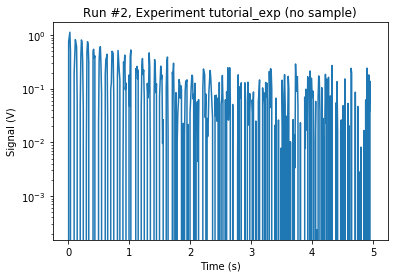 Run #2, Experiment tutorial_exp (no sample)
Signal (V)
10⁰
10⁻¹
10⁻²
10⁻³
0 1 2 3 4 5
Time (s)